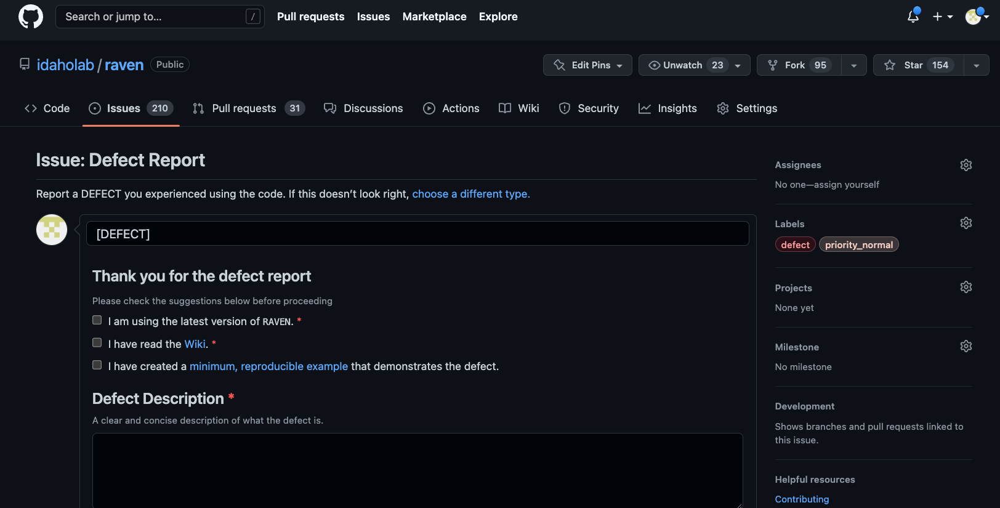 Search or jump to... /
Pull requests Issues Marketplace Explore
idaholab / raven Public
Edit Pins Unwatch 23 Fork 95 Star 154
Code Issues 210 Pull requests 31 Discussions Actions Wiki Security Insights Settings
Issue: Defect Report
Report a DEFECT you experienced using the code. If this doesn’t look right, choose a different type.
[DEFECT]
Thank you for the defect report
Please check the suggestions below before proceeding
I am using the latest version of RAVEN. *
I have read the Wiki. *
I have created a minimum, reproducible example that demonstrates the defect.
Defect Description *
A clear and concise description of what the defect is.
Assignees
No one—assign yourself
Labels
defect priority_normal
Projects
None yet
Milestone
No milestone
Development
Shows branches and pull requests linked to
this issue.
Helpful resources
Contributing